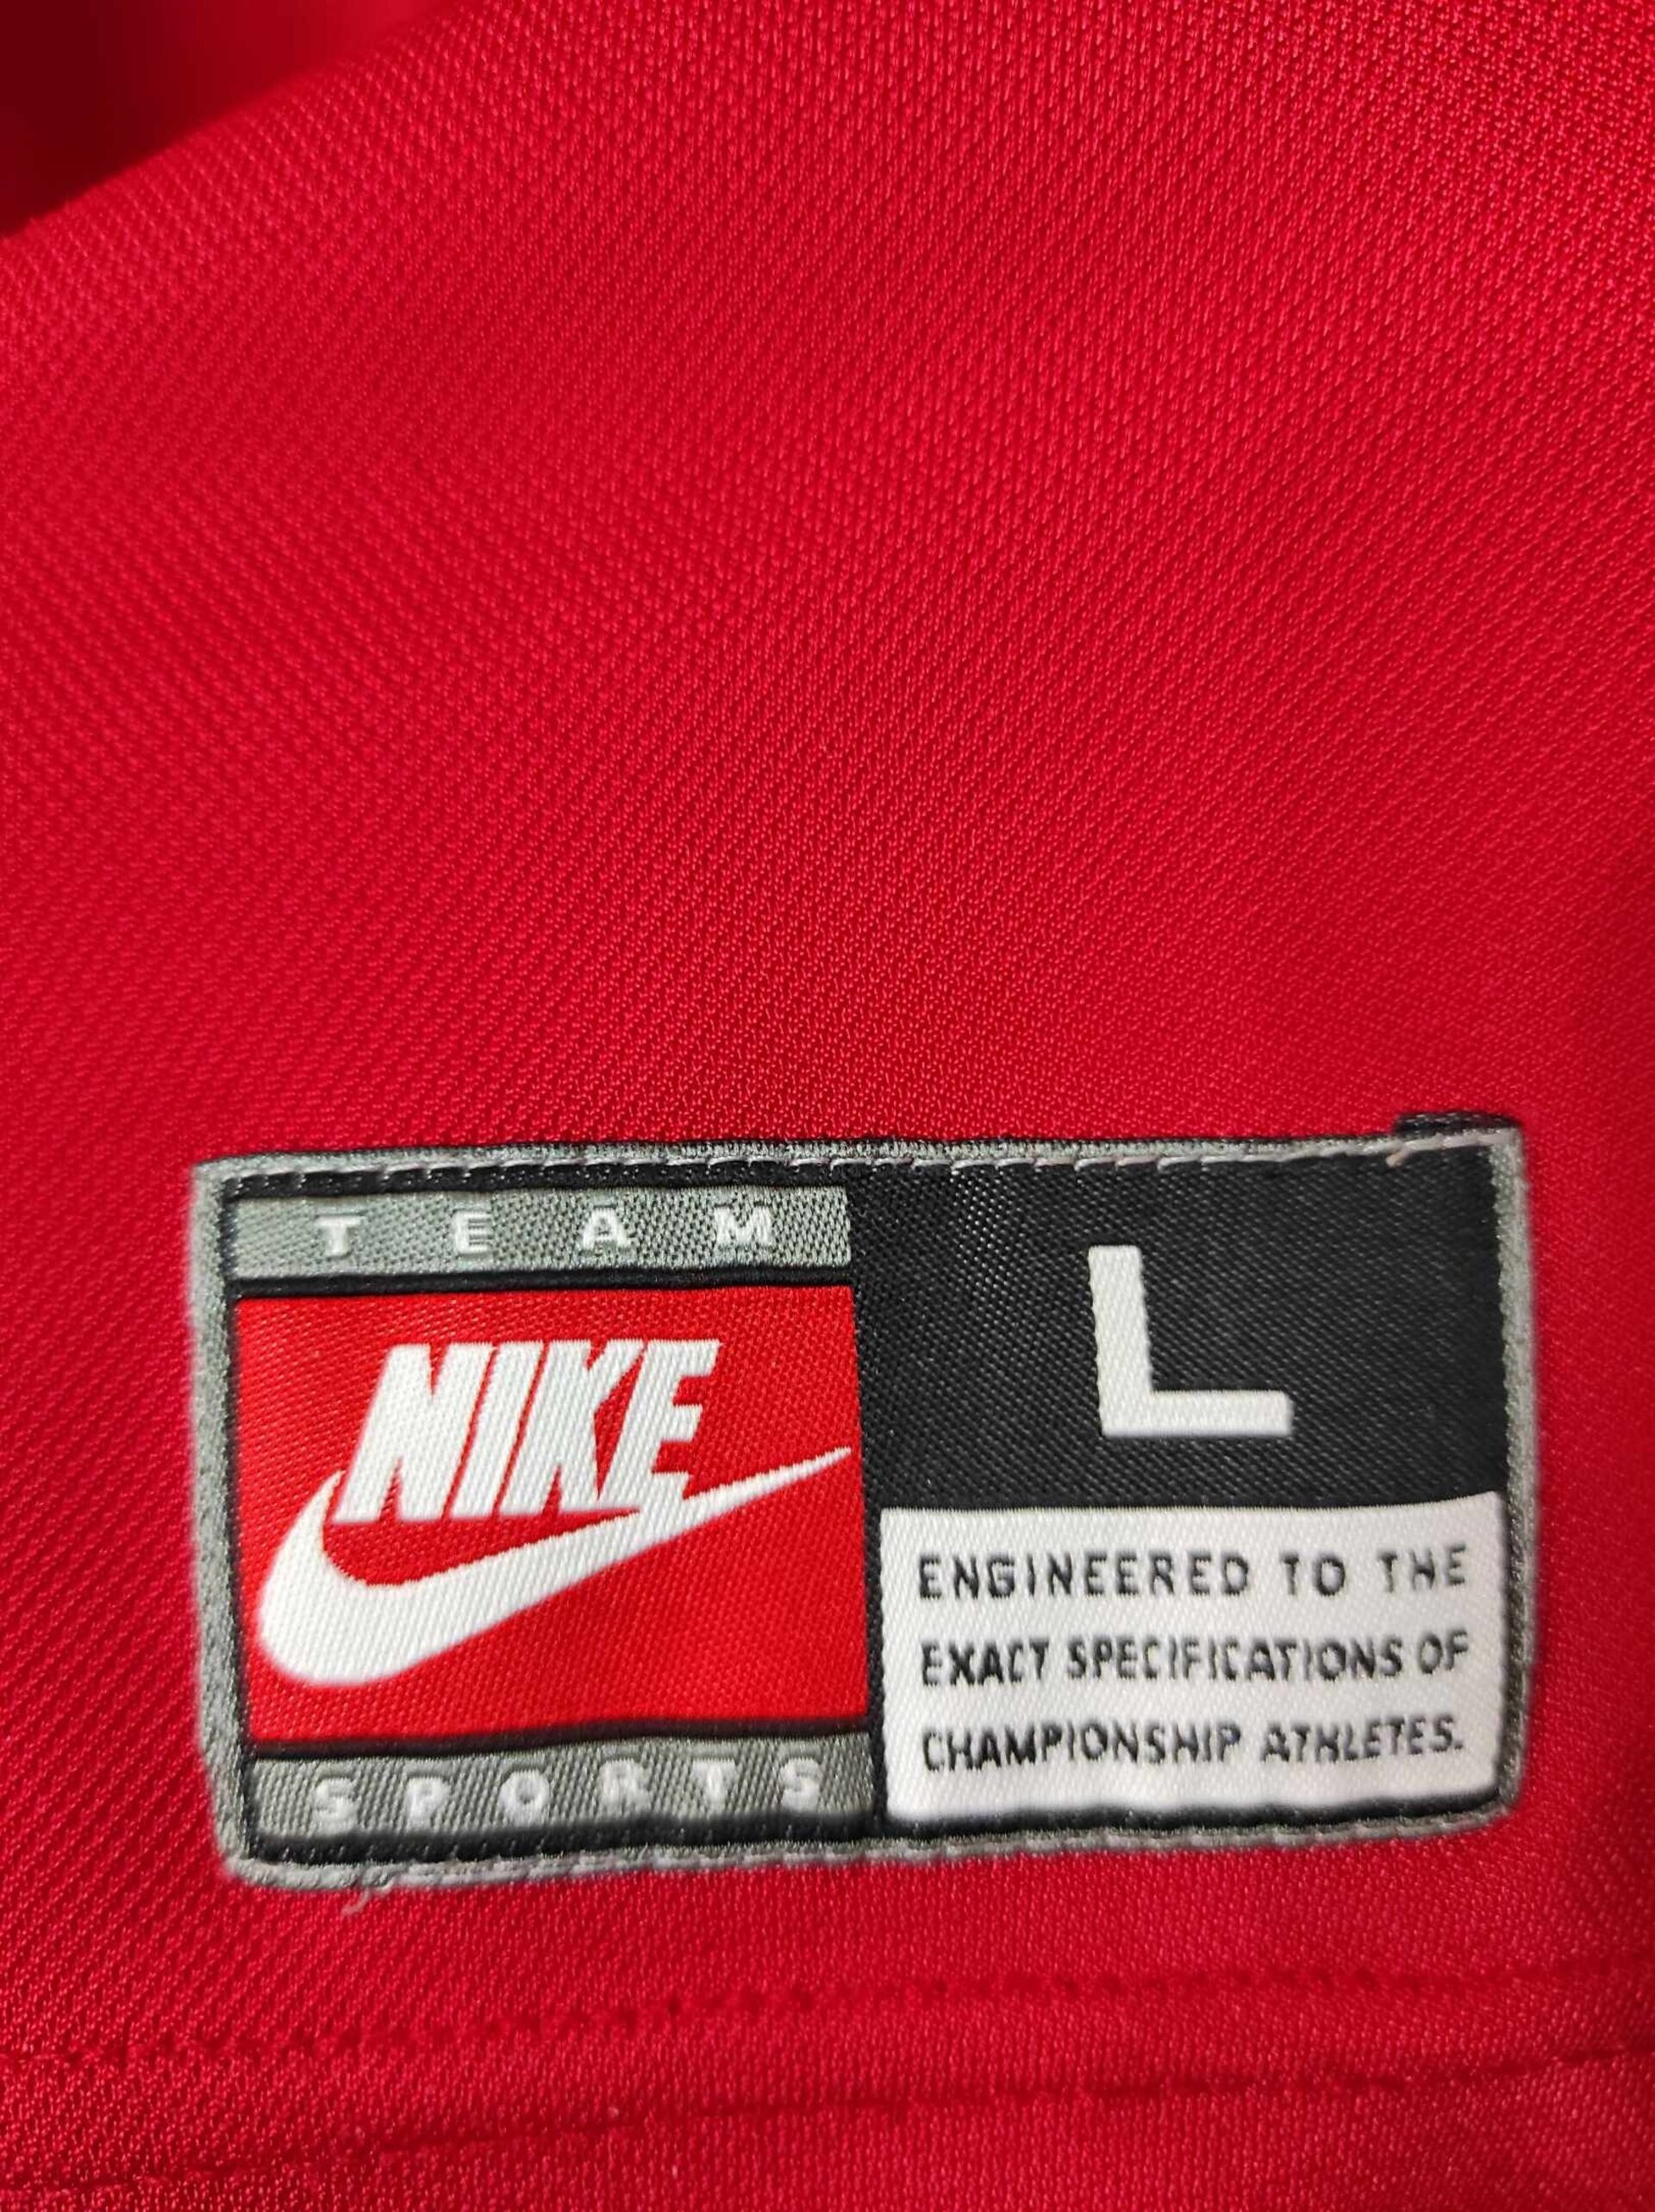 TEAM
NIKE
SPORTS
L
ENGINEERED TO THE
EXACT SPECIFICATIONS OF
CHAMPIONSHIP ATHLETES.